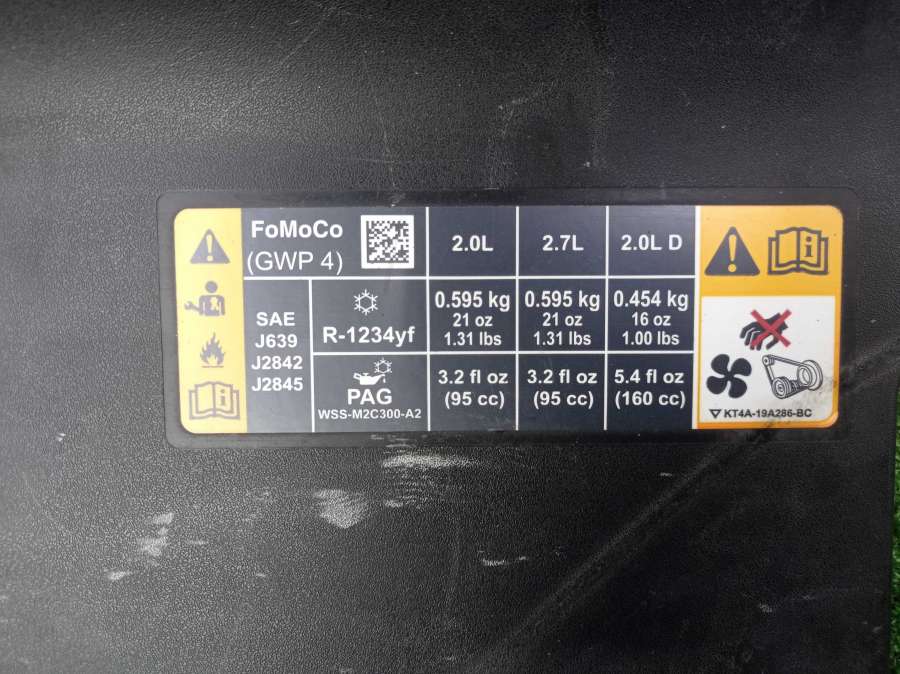 FoMoCo
(GWP 4)
2.0L
2.7L
2.0L D
SAE
J639
J2842
J2845
R-1234yf
0.595 kg
21 oz
1.31 lbs
0.595 kg
21 oz
1.31 lbs
0.454 kg
16 oz
1.00 lbs
PAG
WSS-M2C300-A2
3.2 fl oz
(95 cc)
3.2 fl oz
(95 cc)
5.4 fl oz
(160 cc)
KT4A-19A286-BC